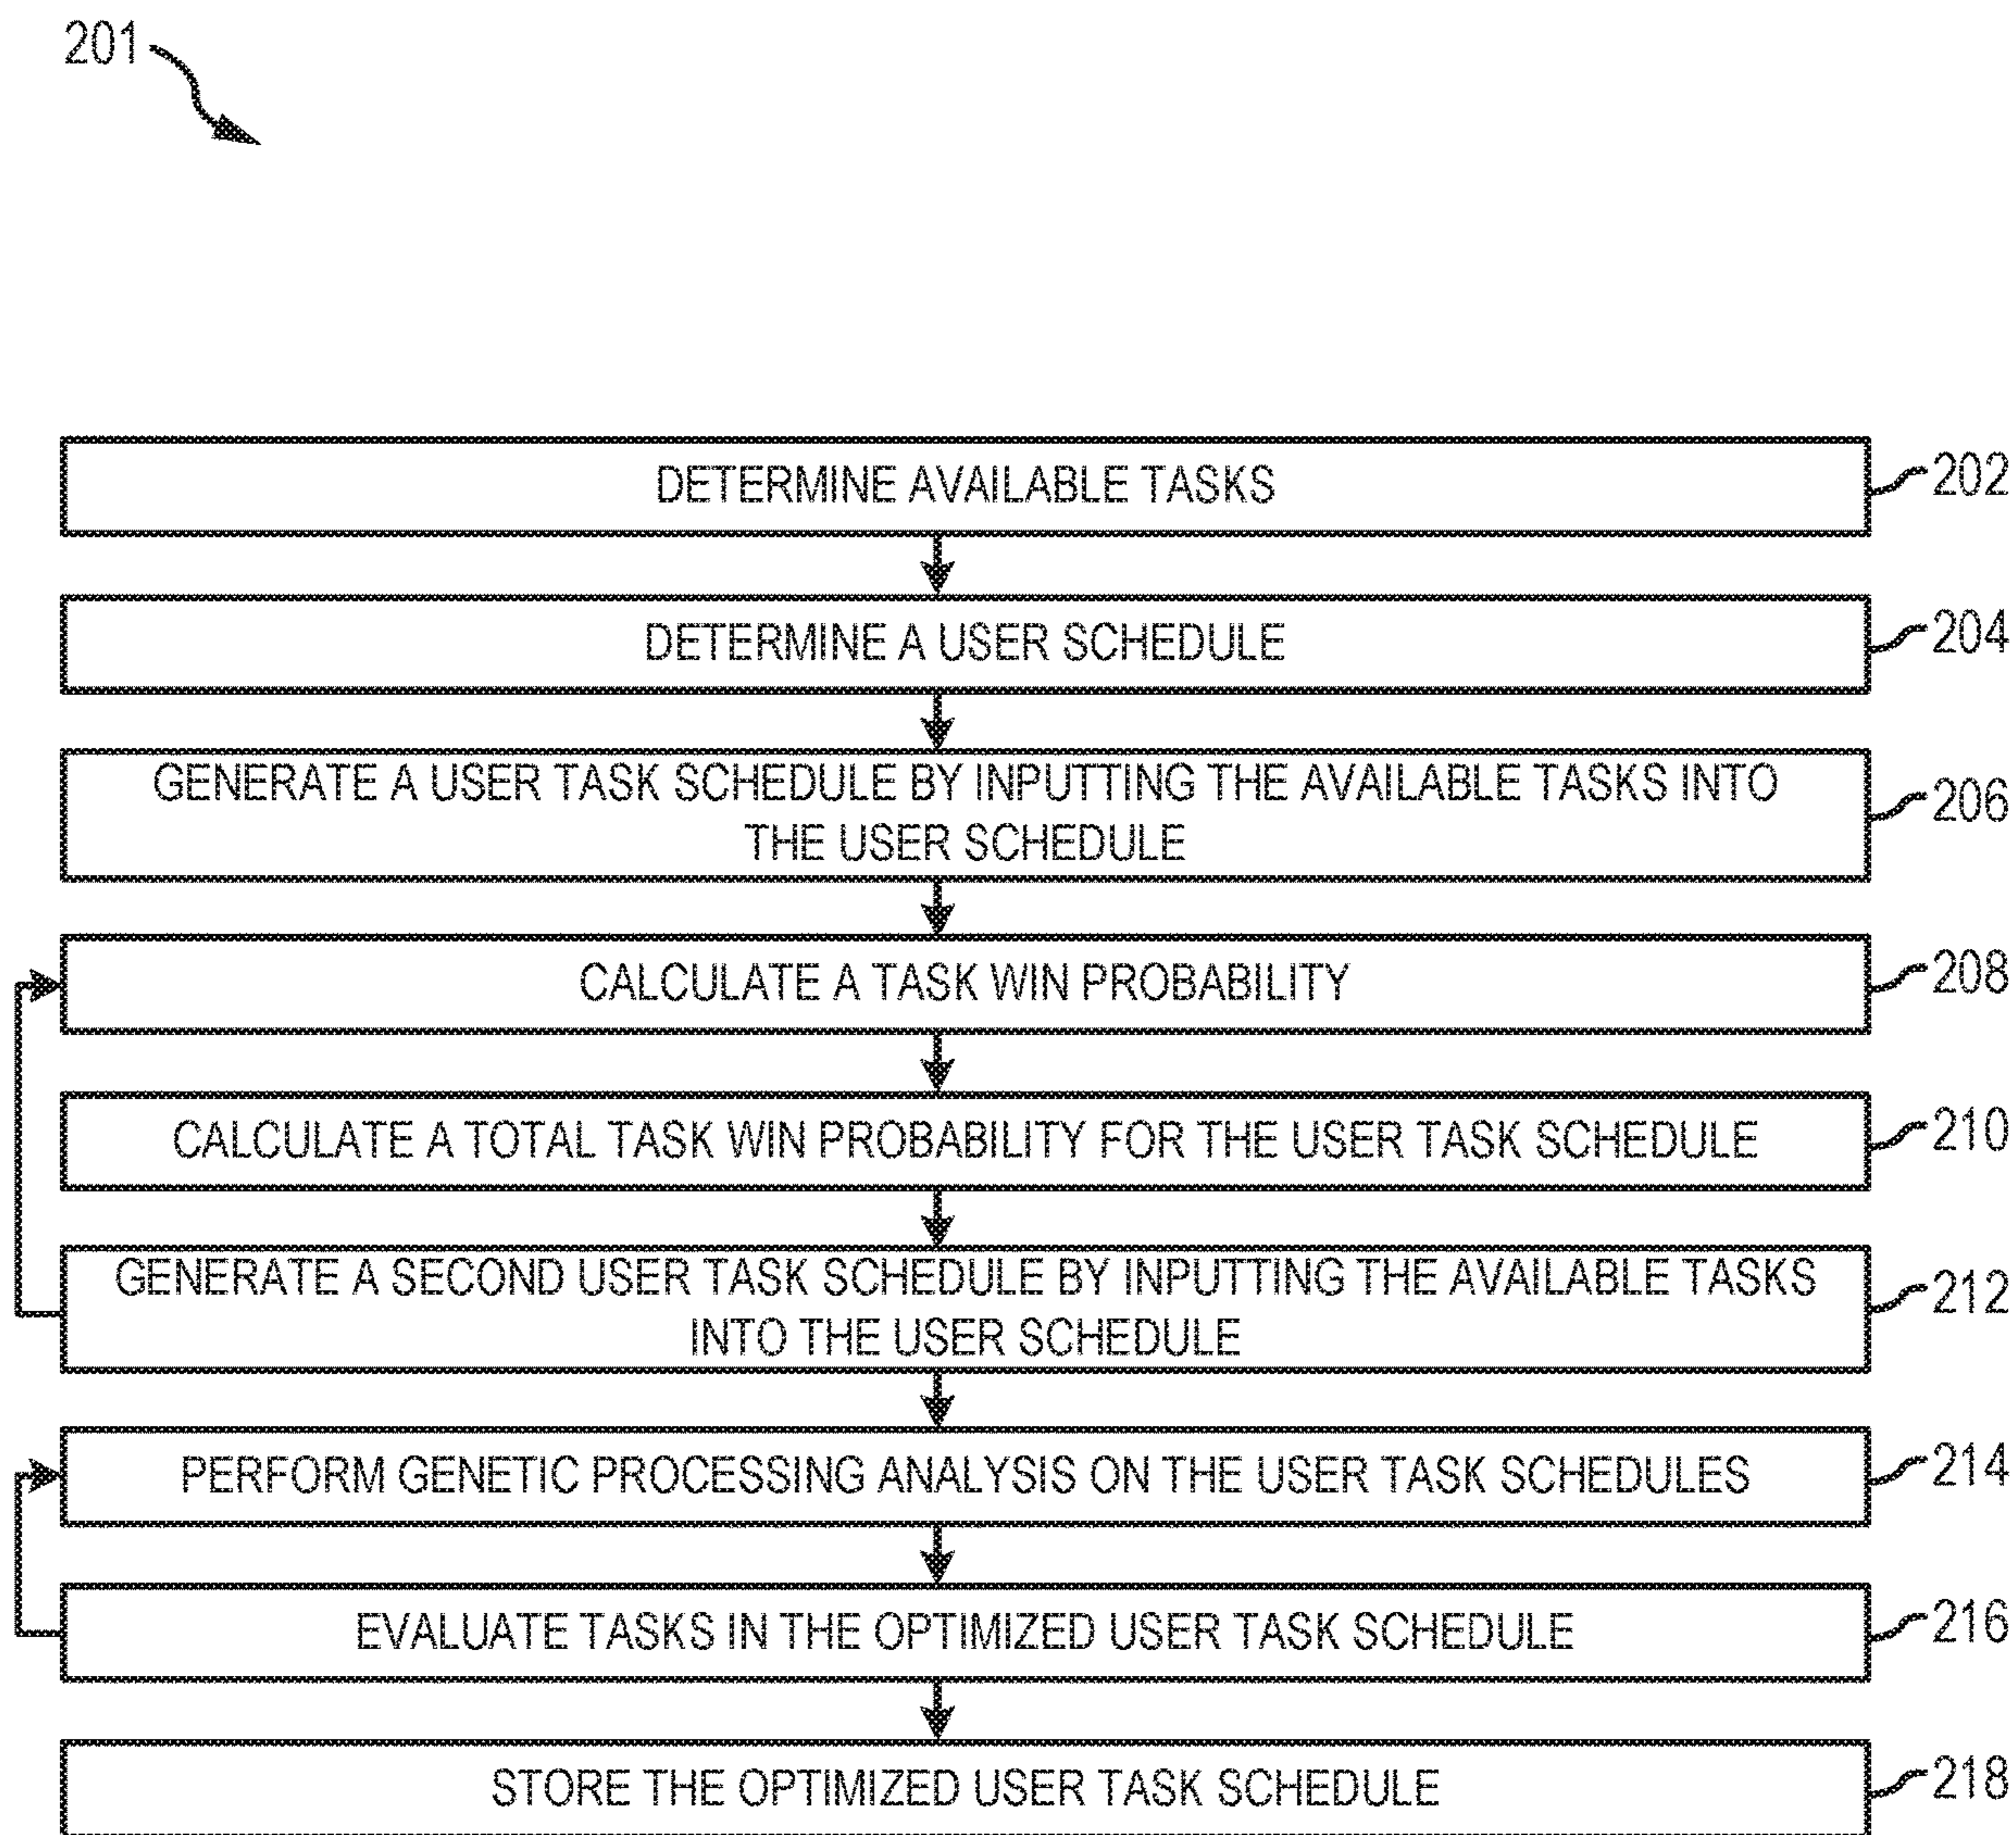 201
DETERMINE AVAILABLE TASKS
202
DETERMINE A USER SCHEDULE
204
GENERATE A USER TASK SCHEDULE BY INPUTTING THE AVAILABLE TASKS INTO
THE USER SCHEDULE
206
CALCULATE A TASK WIN PROBABILITY
208
CALCULATE A TOTAL TASK WIN PROBABILITY FOR THE USER TASK SCHEDULE
210
GENERATE A SECOND USER TASK SCHEDULE BY INPUTTING THE AVAILABLE TASKS
INTO THE USER SCHEDULE
212
PERFORM GENETIC PROCESSING ANALYSIS ON THE USER TASK SCHEDULES
214
EVALUATE TASKS IN THE OPTIMIZED USER TASK SCHEDULE
216
STORE THE OPTIMIZED USER TASK SCHEDULE
218